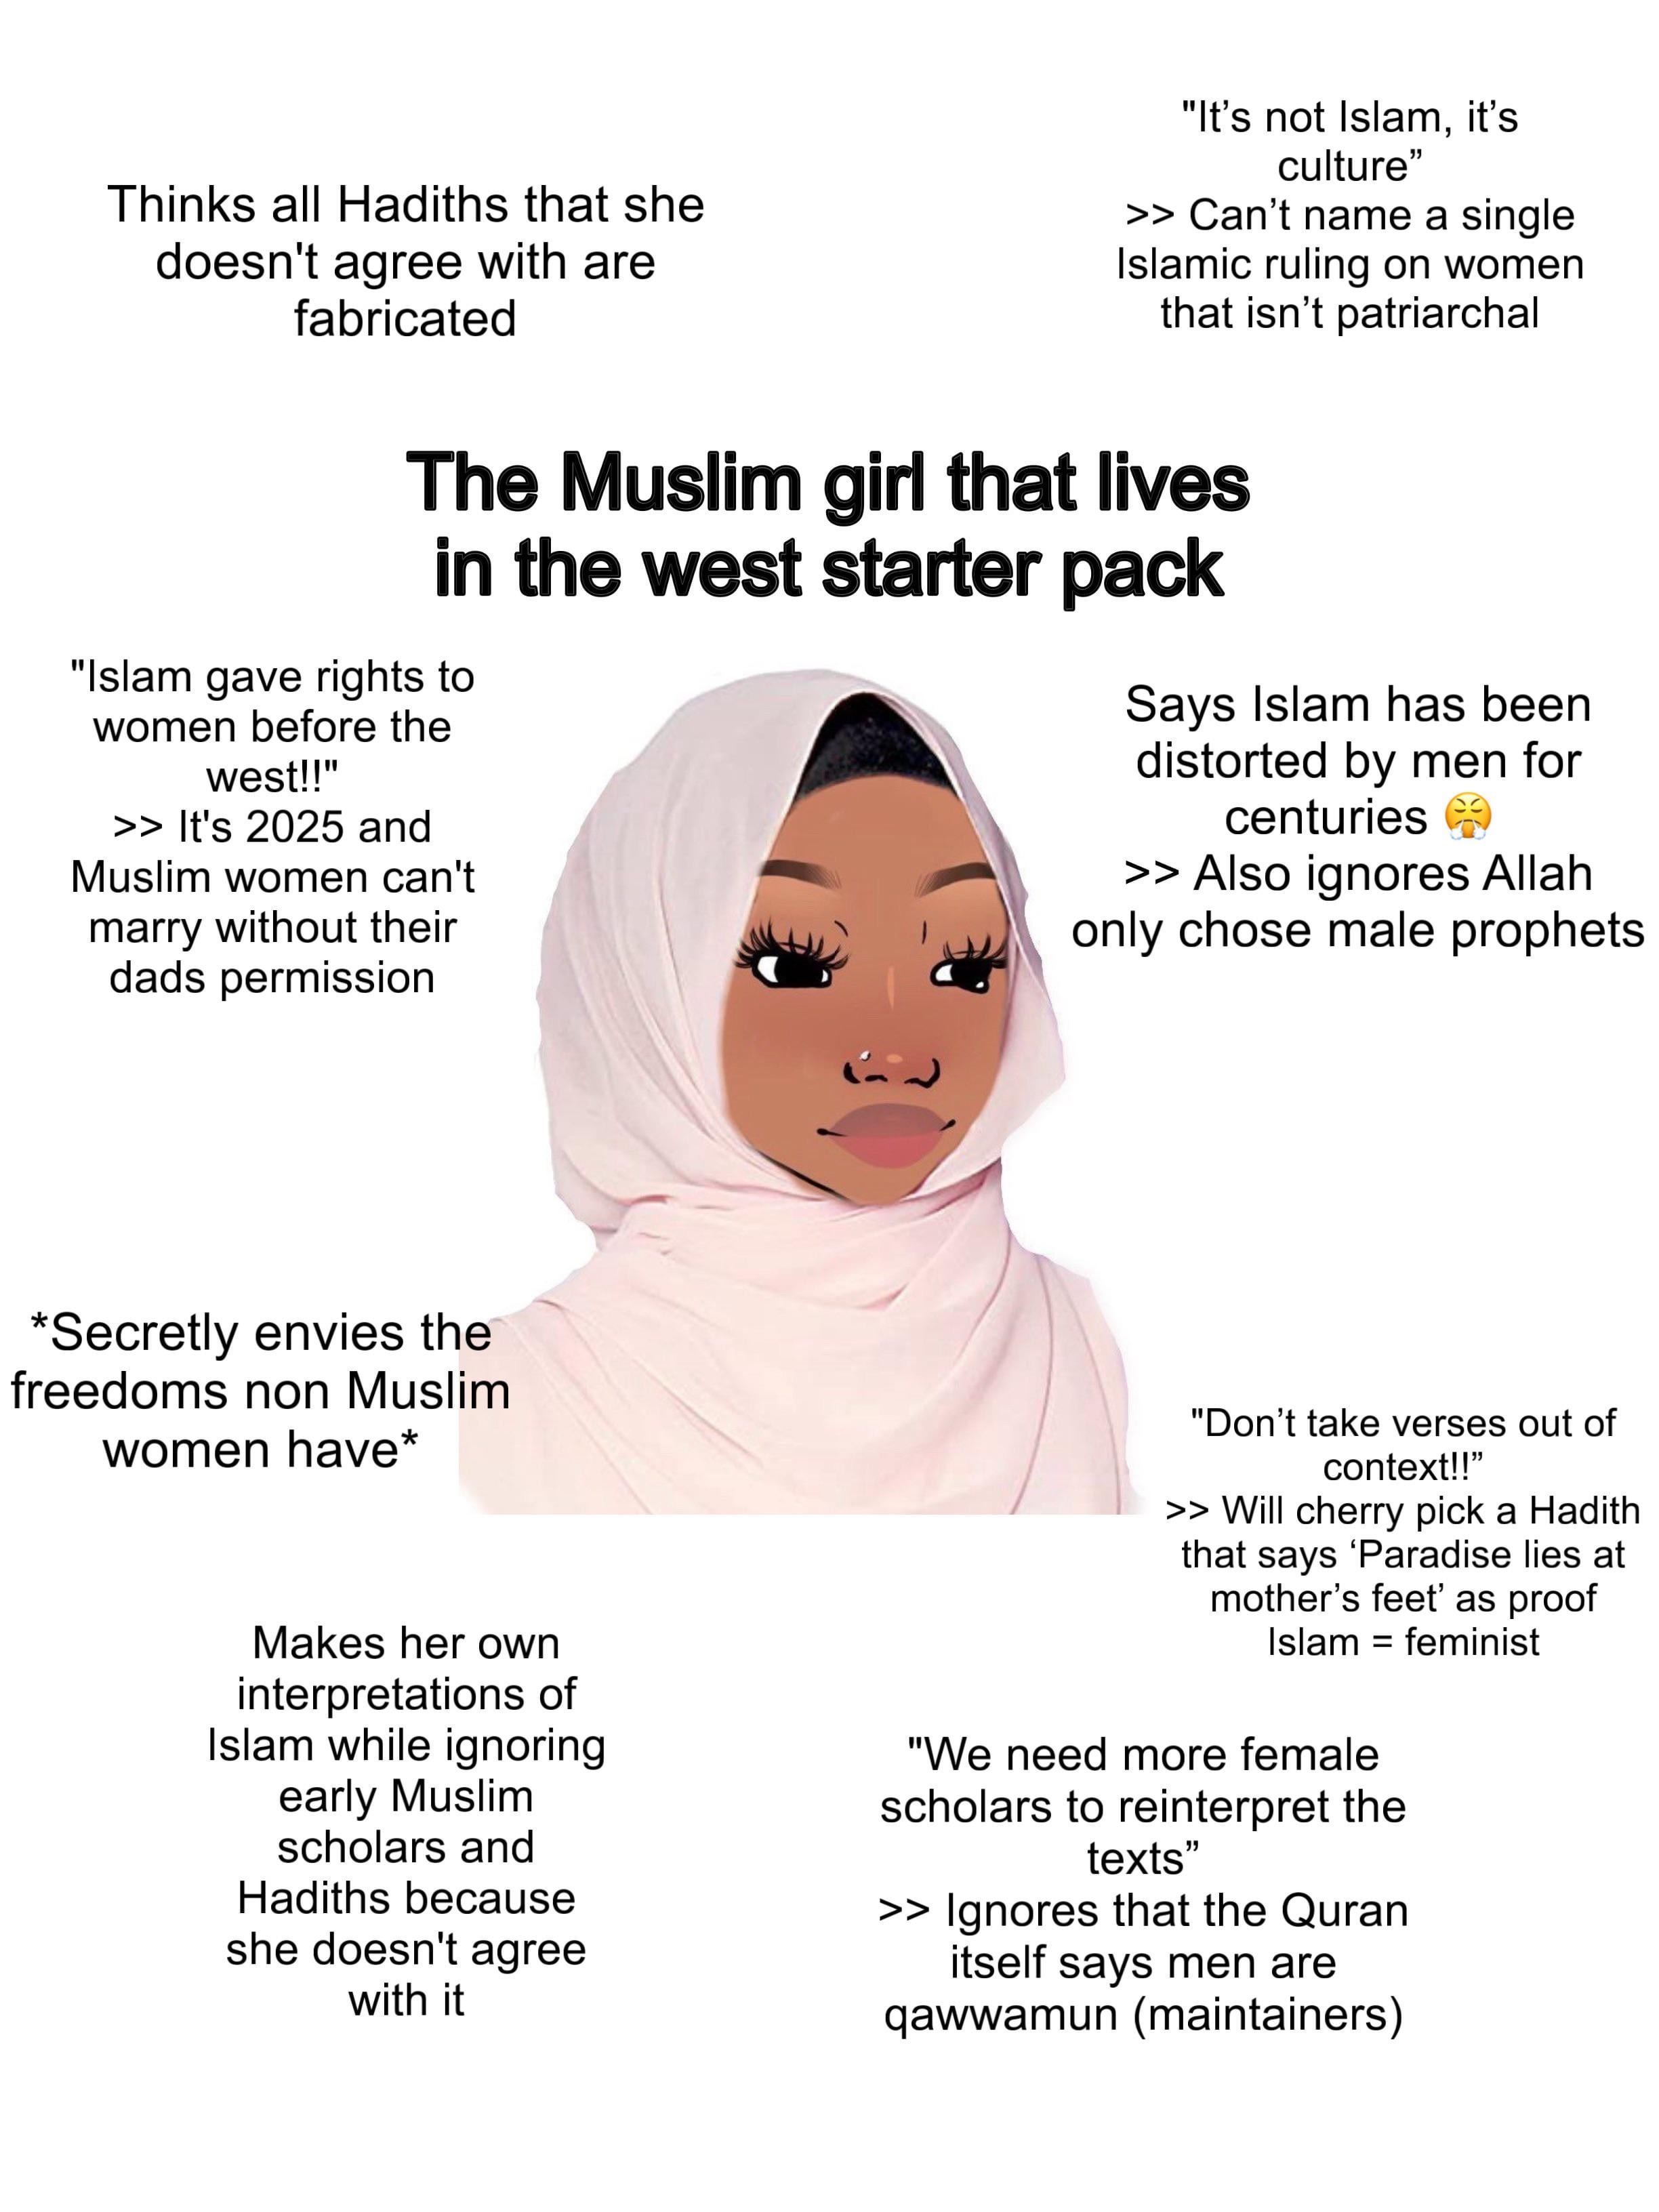 Thinks all Hadiths that she
doesn't agree with are
fabricated
"It’s not Islam, it’s
culture”
>> Can’t name a single
Islamic ruling on women
that isn’t patriarchal
The Muslim girl that lives
in the west starter pack
"Islam gave rights to
women before the
west!!"
>> It's 2025 and
Muslim women can't
marry without their
dads permission
Says Islam has been
distorted by men for
centuries 😤
>> Also ignores Allah
only chose male prophets
*Secretly envies the
freedoms non Muslim
women have*
"Don’t take verses out of
context!!”
>> Will cherry pick a Hadith
that says ‘Paradise lies at
mother’s feet’ as proof
Islam = feminist
Makes her own
interpretations of
Islam while ignoring
early Muslim
scholars and
Hadiths because
she doesn't agree
with it
"We need more female
scholars to reinterpret the
texts”
>> Ignores that the Quran
itself says men are
qawwamun (maintainers)